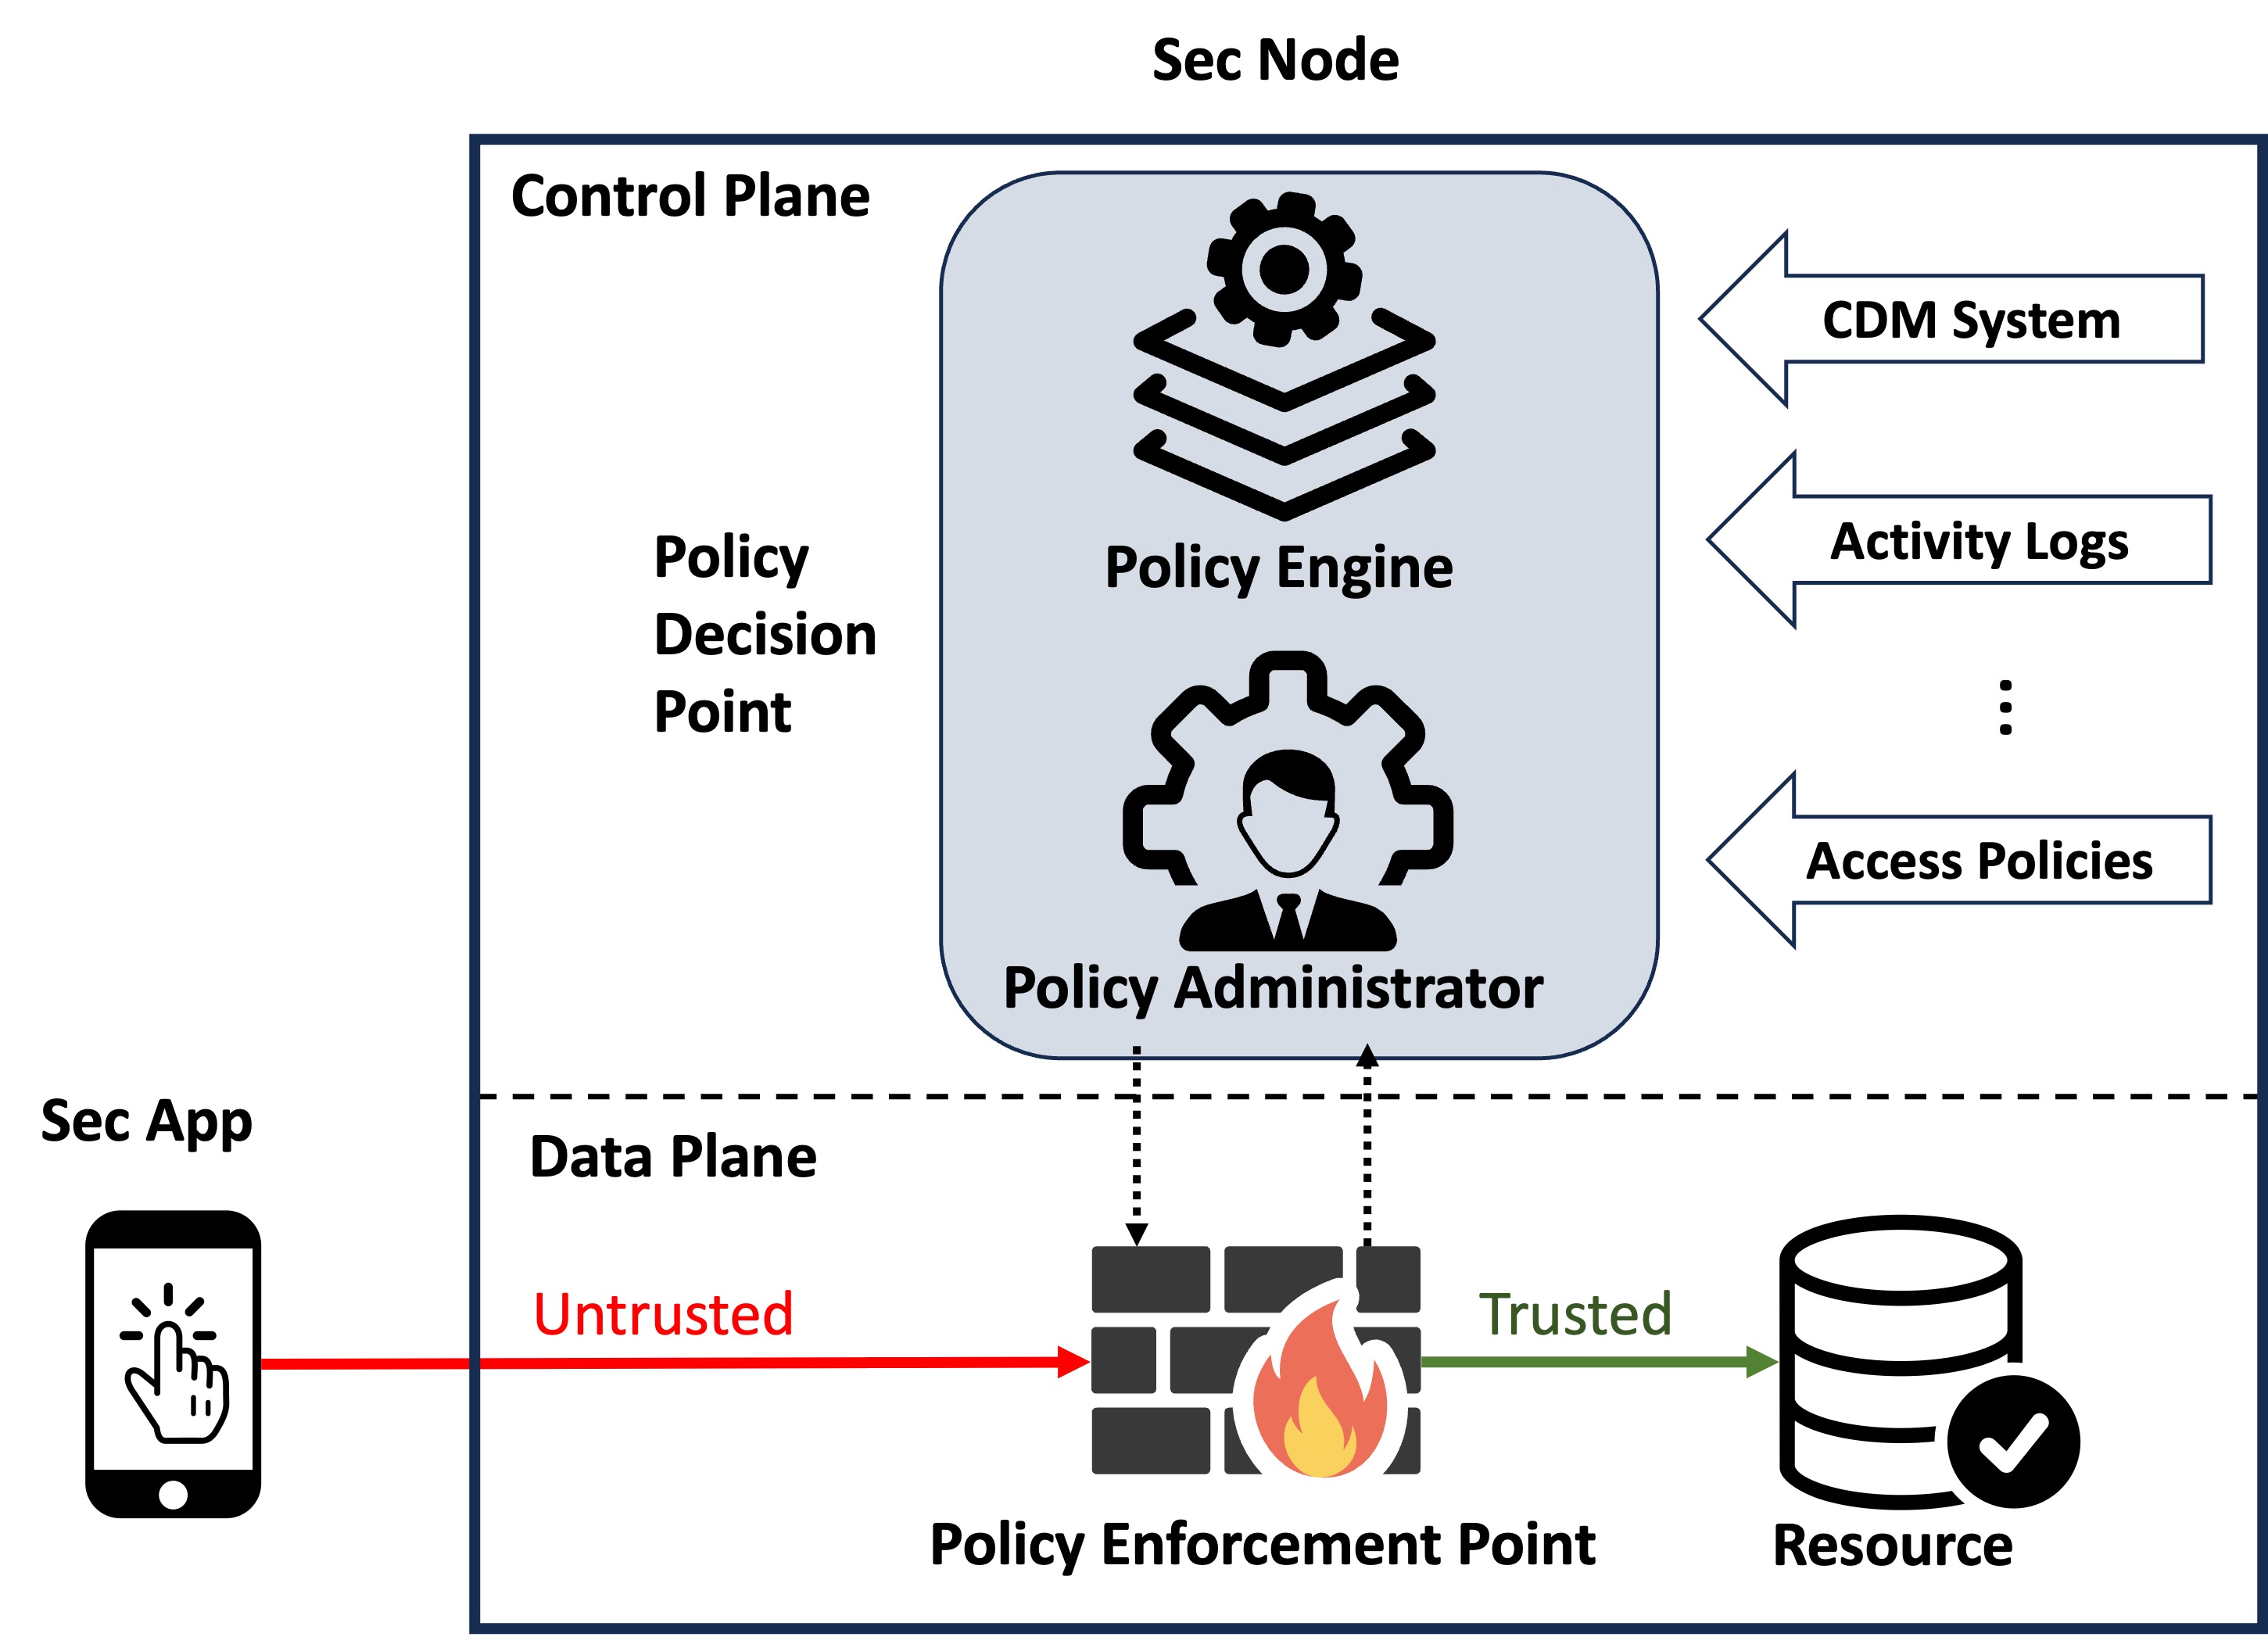 Sec Node
Control Plane
CDM System
Activity Logs
Policy Engine
Policy
Decision
Point
Access Policies
Policy Administrator
Sec App
Data Plane
Untrusted
Trusted
Policy Enforcement Point
Resource